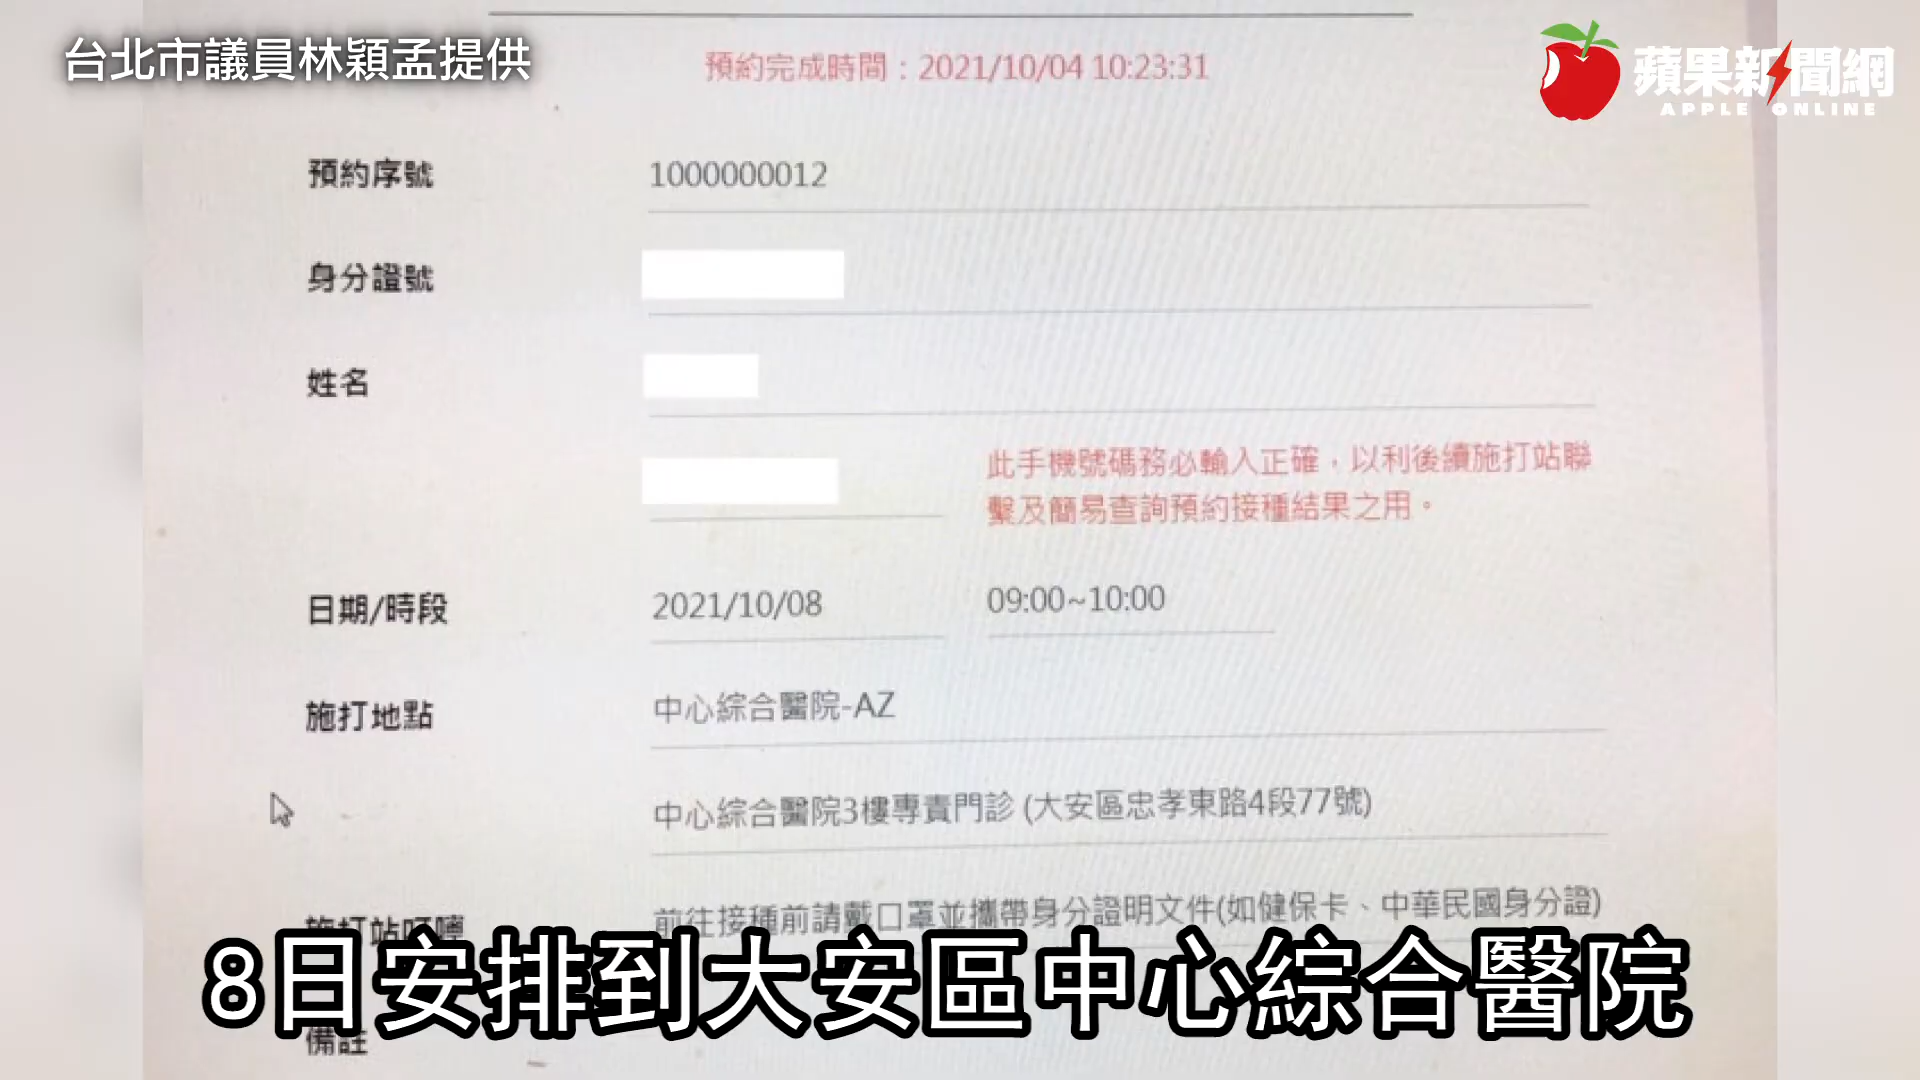 台北市議員林穎孟提供
蘋果新聞網
APPLE ONLINE
預約完成時間：2021/10/04 10:23:31
預約序號 1000000012
身分證號
姓名
此手機號碼務必輸入正確，以利後續施打站聯
繫及簡易查詢預約接種結果之用。
日期/時段 2021/10/08 09:00~10:00
施打地點 中心綜合醫院-AZ
中心綜合醫院3樓專責門診 (大安區忠孝東路4段77號)
施打站叮嚀 前往接種前請戴口罩並攜帶身分證明文件(如健保卡、中華民國身分證)
8日安排到大安區中心綜合醫院
備註